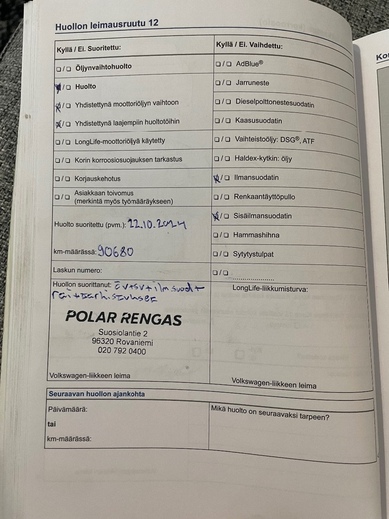 Huollon leimausruutu 12
Kyllä / Ei. Suoritettu:
☐ / ☐ Öljynvaihtohuolto
☒ / ☐ Huolto
☒ / ☐ Yhdistettynä moottoriöljyn vaihtoon
☒ / ☐ Yhdistettynä laajempiin huoltotöihin
☐ / ☐ LongLife-moottoriöljyä käytetty
☐ / ☐ Korin korroosiosuojauksen tarkastus
☐ / ☐ Korjauskehotus
☐ / ☐ Asiakkaan toivomus
(merkintä myös työmääräykseen)
Huolto suoritettu (pvm.): 22.10.2024
km-määrässä: 90680
Laskun numero:
Huollon suorittanut: öv+sv+ilm.suod+
POLAR RENGAS
Suosiolantie 2
96320 Rovaniemi
020 792 0400
Volkswagen-liikkeen leima
Kyllä / Ei. Vaihdettu:
☐ / ☐ AdBlue®
☐ / ☐ Jarruneste
☐ / ☐ Dieselpolttonestesuodatin
☐ / ☐ Kaasusuodatin
☐ / ☐ Vaihteistoöljy: DSG®, ATF
☐ / ☐ Haldex-kytkin: öljy
☒ / ☐ Ilmansuodatin
☐ / ☐ Renkaantäyttöpullo
☒ / ☐ Sisäilmansuodatin
☐ / ☐ Hammashihna
☐ / ☐ Sytytystulpat
☐ / ☐
LongLife-liikkumisturva:
Volkswagen-liikkeen leima
Seuraavan huollon ajankohta
Päivämäärä:
tai
km-määrässä:
Mikä huolto on seuraavaksi tarpeen?